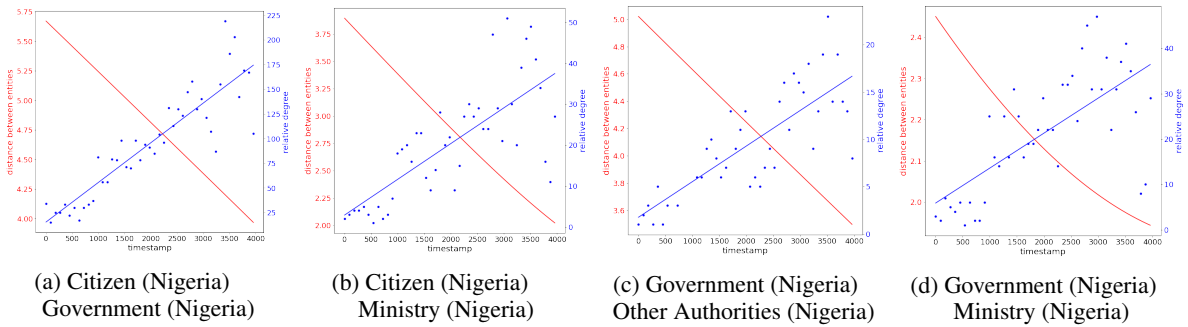 5.75
5.50
5.25
5.00
4.75
4.50
4.25
4.00
distance between entities
0 500 1000 1500 2000 2500 3000 3500 4000
timestamp
225
200
175
150
125
100
75
50
25
relative degree
(a) Citizen (Nigeria)
Government (Nigeria)
3.75
3.50
3.25
3.00
2.75
2.50
2.25
2.00
distance between entities
0 500 1000 1500 2000 2500 3000 3500 4000
timestamp
50
40
30
20
10
0
relative degree
(b) Citizen (Nigeria)
Ministry (Nigeria)
5.0
4.8
4.6
4.4
4.2
4.0
3.8
3.6
distance between entities
0 500 1000 1500 2000 2500 3000 3500 4000
timestamp
20
15
10
5
0
relative degree
(c) Government (Nigeria)
Other Authorities (Nigeria)
2.4
2.3
2.2
2.1
2.0
distance between entities
0 500 1000 1500 2000 2500 3000 3500 4000
timestamp
40
30
20
10
0
relative degree
(d) Government (Nigeria)
Ministry (Nigeria)